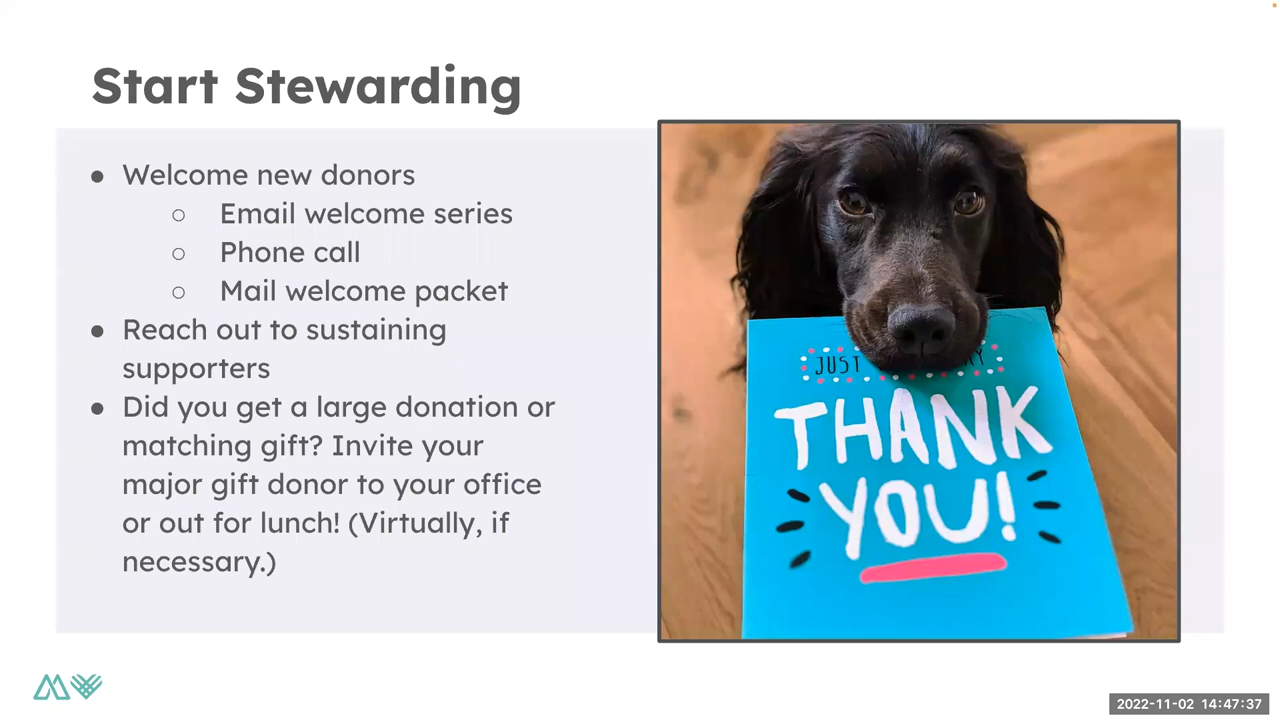 Start Stewarding
● Welcome new donors
○ Email welcome series
○ Phone call
○ Mail welcome packet
● Reach out to sustaining
supporters
● Did you get a large donation or
matching gift? Invite your
major gift donor to your office
or out for lunch! (Virtually, if
necessary.)
JUST
THANK
YOU!
2022-11-02 14:47:37